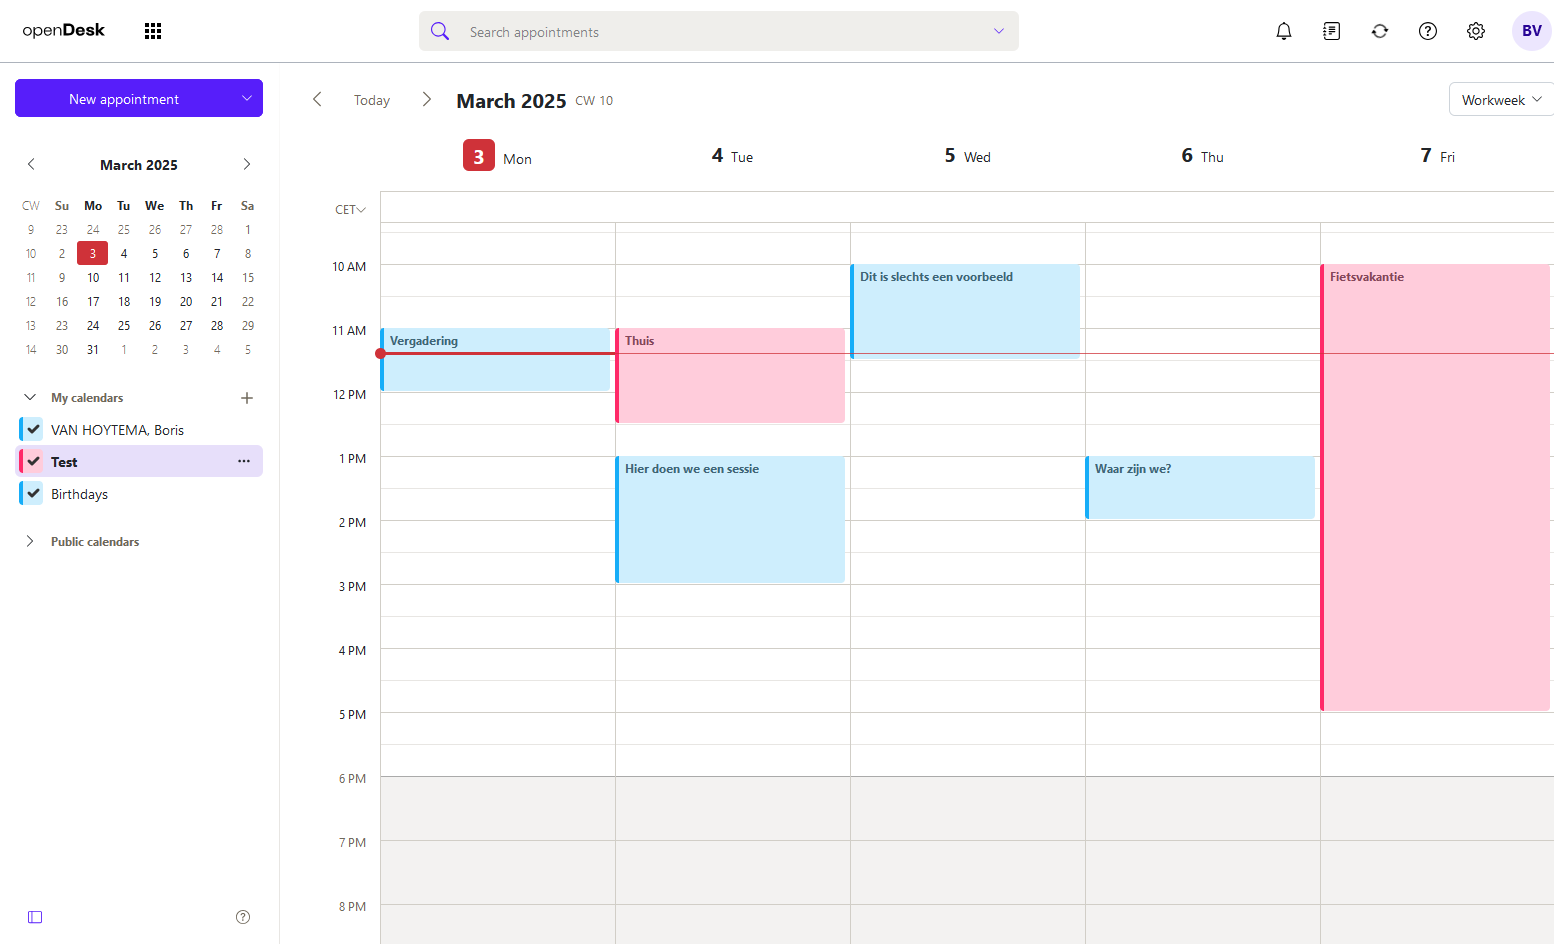 openDesk
Search appointments
BV
New appointment
Today
March 2025 CW 10
Workweek
March 2025
CW Su Mo Tu We Th Fr Sa
9 23 24 25 26 27 28 1
10 2 3 4 5 6 7 8
11 9 10 11 12 13 14 15
12 16 17 18 19 20 21 22
13 23 24 25 26 27 28 29
14 30 31 1 2 3 4 5
My calendars
VAN HOYTEMA, Boris
Test
Birthdays
Public calendars
3 Mon
4 Tue
5 Wed
6 Thu
7 Fri
CET
10 AM
11 AM
12 PM
1 PM
2 PM
3 PM
4 PM
5 PM
6 PM
7 PM
8 PM
Vergadering
Thuis
Hier doen we een sessie
Dit is slechts een voorbeeld
Waar zijn we?
Fietsvakantie